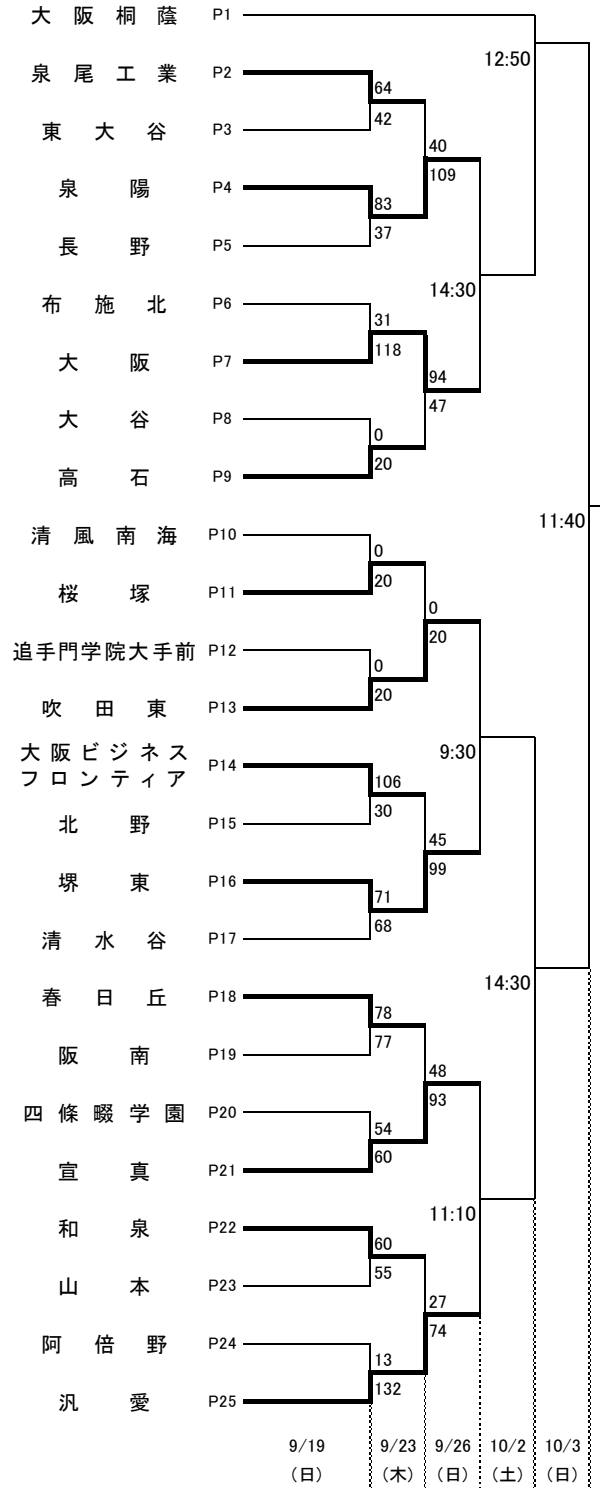 大阪桐蔭 P1
12:50
泉尾工業 P2
64
東大谷 P3
42
40
109
泉陽 P4
83
長野 P5
37
14:30
布施北 P6
31
大阪 P7
118
94
47
大谷 P8
0
高石 P9
20
11:40
清風南海 P10
0
桜塚 P11
20
0
20
追手門学院大手前 P12
0
吹田東 P13
20
9:30
大阪ビジネス
フロンティア P14
106
北野 P15
30
45
99
堺東 P16
71
清水谷 P17
68
14:30
春日丘 P18
78
阪南 P19
77
48
93
四條畷学園 P20
54
宣真 P21
60
11:10
和泉 P22
60
山本 P23
55
27
74
阿倍野 P24
13
汎愛 P25
132
9/19 9/23 9/26 10/2 10/3
（日） （木） （日） （土） （日）